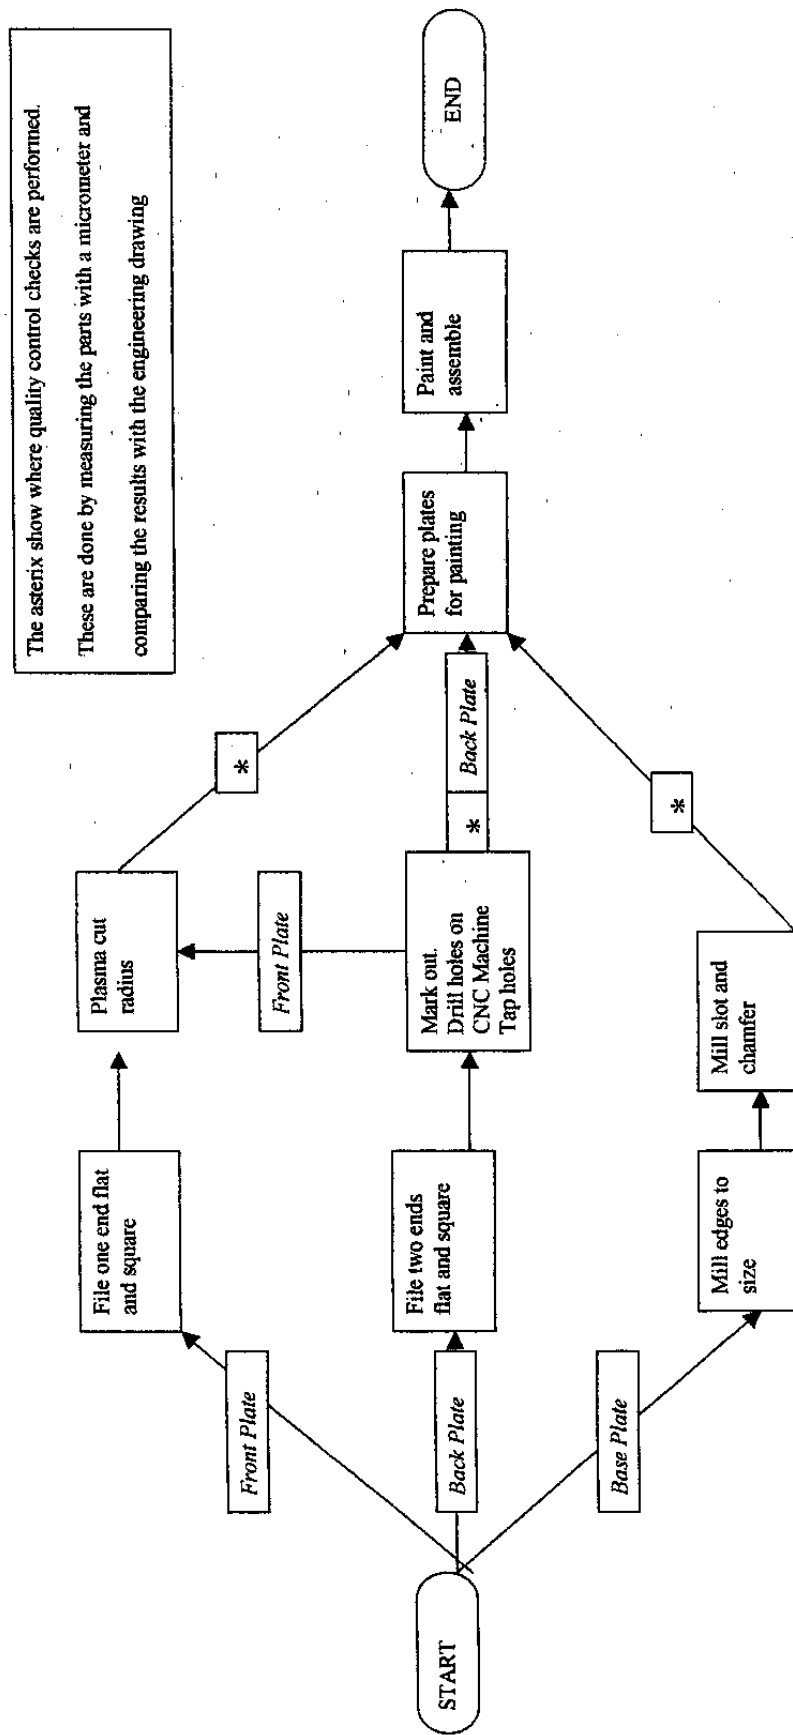 The asterix show where quality control checks are performed.
These are done by measuring the parts with a micrometer and
comparing the results with the engineering drawing
START
Front Plate
Back Plate
Base Plate
File one end flat
and square
File two ends
flat and square
Mill edges to
size
Plasma cut
radius
Front Plate
Mark out.
Drill holes on
CNC Machine
Tap holes
Mill slot and
chamfer
*
*
Back Plate
*
Prepare plates
for painting
Paint and
assemble
END